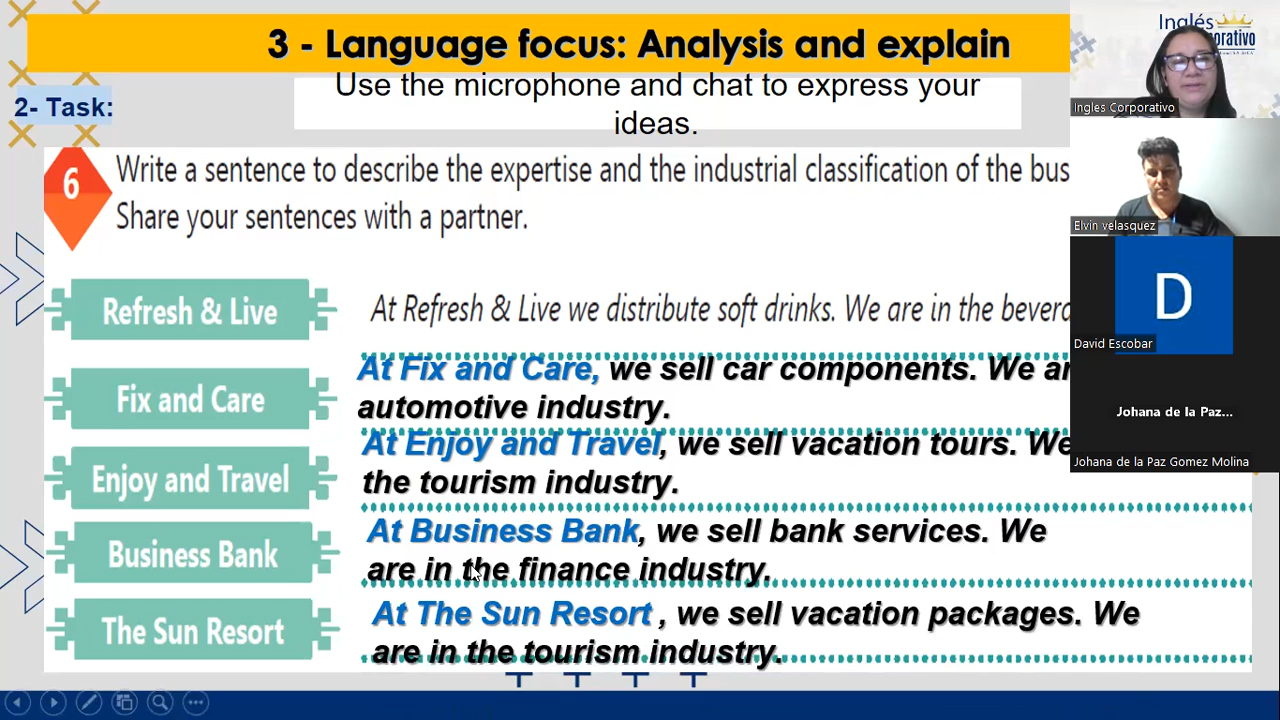 3 - Language focus: Analysis and explain
Use the microphone and chat to express your
ideas.
2- Task:
6
Write a sentence to describe the expertise and the industrial classification of the bus
Share your sentences with a partner.
Refresh & Live
At Refresh & Live we distribute soft drinks. We are in the bevera
Fix and Care
At Fix and Care, we sell car components. We ar
automotive industry.
Enjoy and Travel
At Enjoy and Travel, we sell vacation tours. We
the tourism industry.
Business Bank
At Business Bank, we sell bank services. We
are in the finance industry.
The Sun Resort
At The Sun Resort , we sell vacation packages. We
are in the tourism industry.
Inglés
orporativo
Ingles Corporativo
Elvin velasquez
D
David Escobar
Johana de la Paz...
Johana de la Paz Gomez Molina